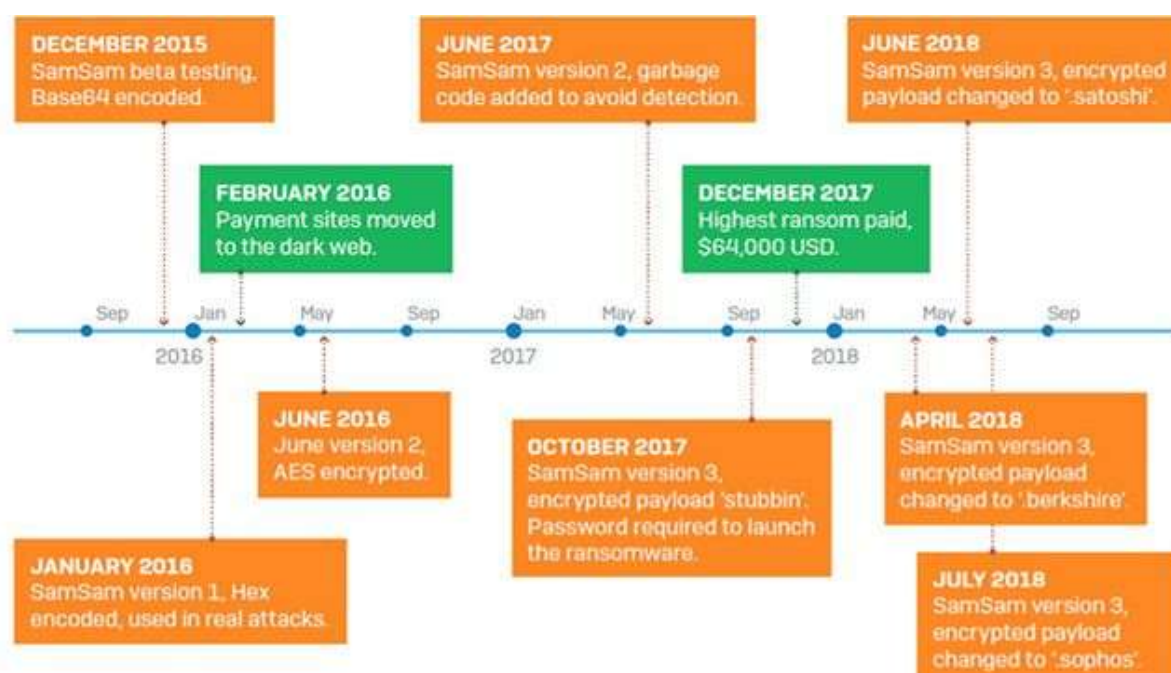 DECEMBER 2015
SamSam beta testing,
Base64 encoded.
JUNE 2017
SamSam version 2, garbage
code added to avoid detection.
JUNE 2018
SamSam version 3, encrypted
payload changed to '.satoshi'.
FEBRUARY 2016
Payment sites moved
to the dark web.
DECEMBER 2017
Highest ransom paid,
$64,000 USD.
Sep Jan May Sep Jan May Sep Jan May Sep
2016 2017 2018
JUNE 2016
June version 2,
AES encrypted.
OCTOBER 2017
SamSam version 3,
encrypted payload 'stubbin'.
Password required to launch
the ransomware.
APRIL 2018
SamSam version 3,
encrypted payload
changed to '.berkshire'
JANUARY 2016
SamSam version 1, Hex
encoded, used in real attacks.
JULY 2018
SamSam version 3,
encrypted payload
changed to '.sophos'.